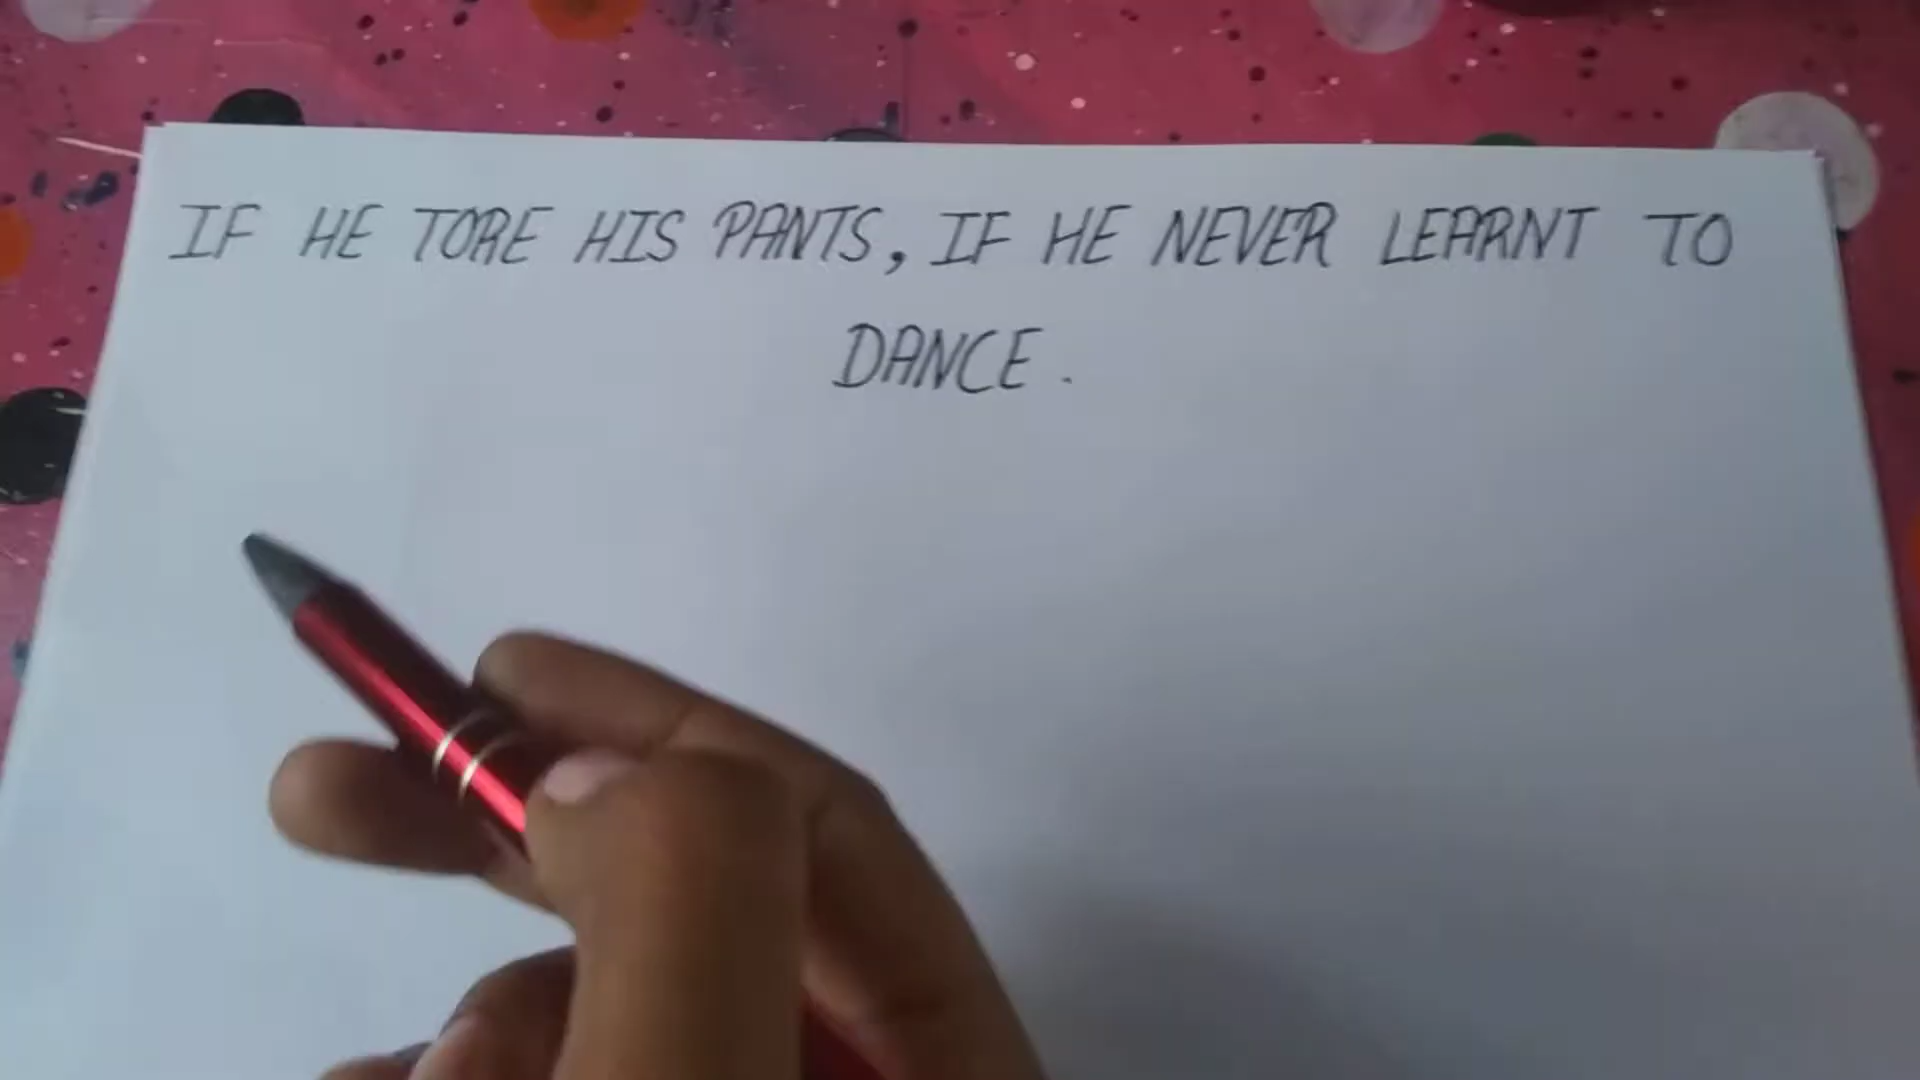 IF HE TORE HIS PANTS, IF HE NEVER LEARNT TO
DANCE.